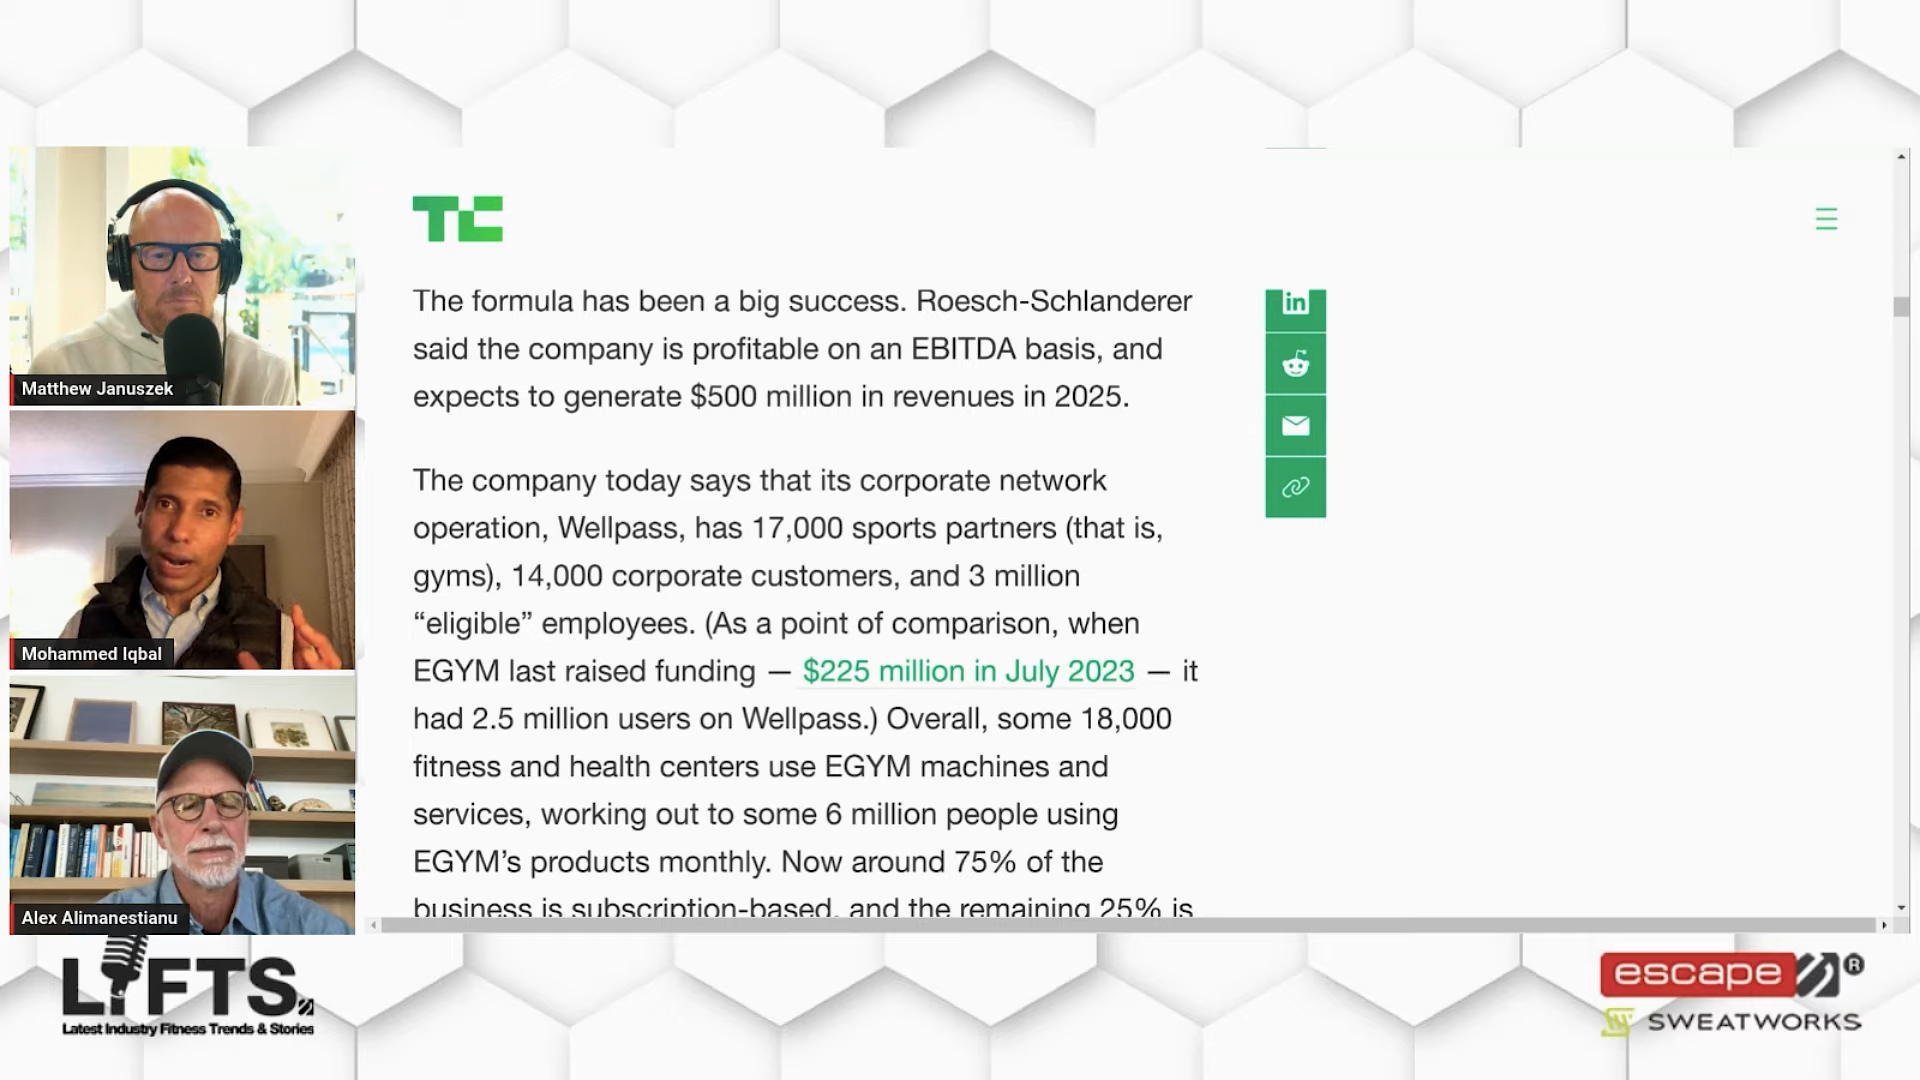 TC
The formula has been a big success. Roesch-Schlanderer
said the company is profitable on an EBITDA basis, and
expects to generate $500 million in revenues in 2025.
The company today says that its corporate network
operation, Wellpass, has 17,000 sports partners (that is,
gyms), 14,000 corporate customers, and 3 million
“eligible” employees. (As a point of comparison, when
EGYM last raised funding — $225 million in July 2023 — it
had 2.5 million users on Wellpass.) Overall, some 18,000
fitness and health centers use EGYM machines and
services, working out to some 6 million people using
EGYM’s products monthly. Now around 75% of the
business is subscription-based, and the remaining 25% is
in
Matthew Januszek
Mohammed Iqbal
Alex Alimanestianu
LIFTS
Latest Industry Fitness Trends & Stories
escape ®
SWEATWORKS